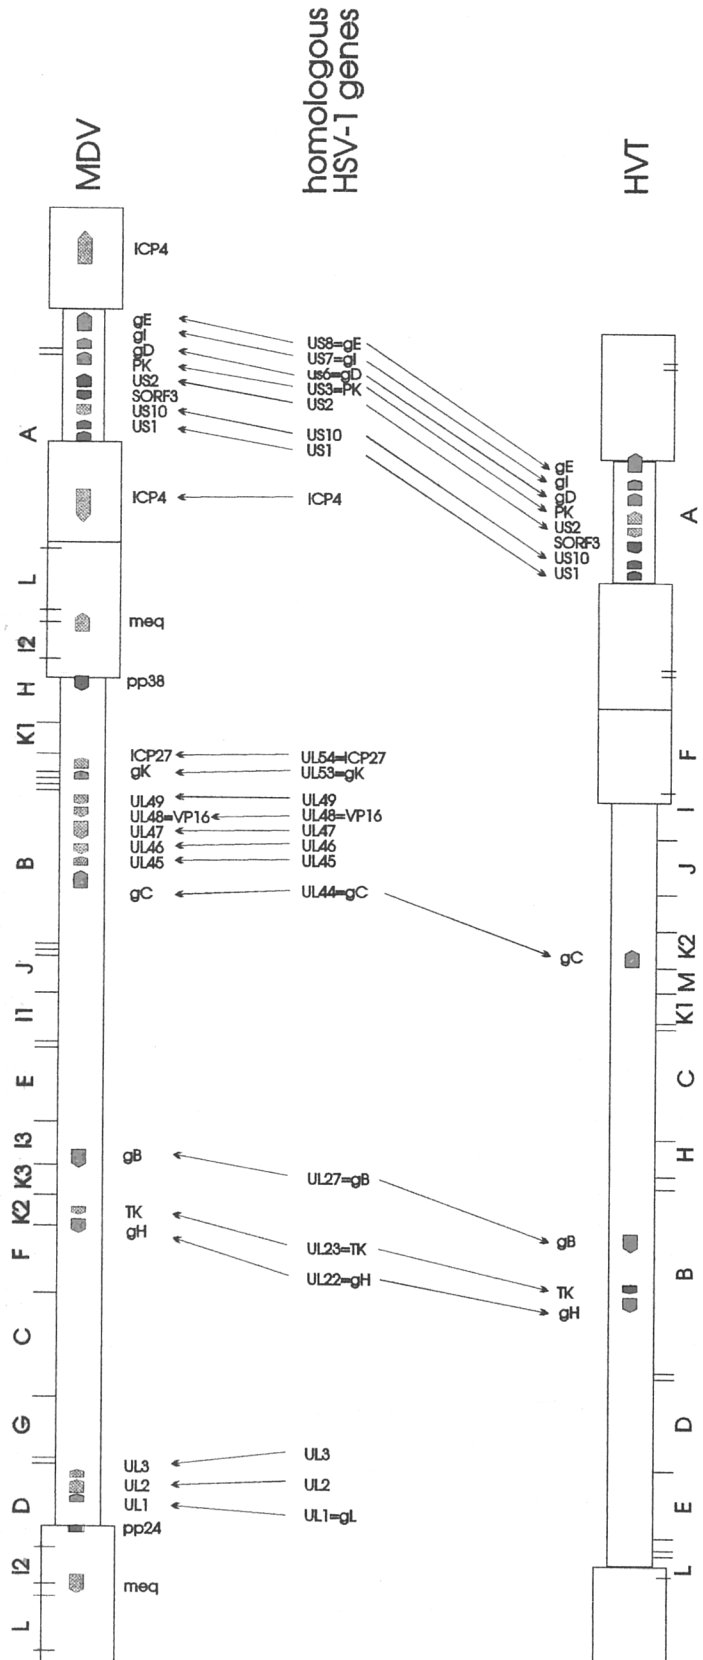 MDV
homologous
HSV-1 genes
HVT
ICP4
gE
gI
gD
PK
US2
SORF3
US10
US1
ICP4
meq
pp38
ICP27
gK
UL49
UL48=VP16
UL47
UL46
UL45
gC
gB
TK
gH
UL3
UL2
UL1
pp24
meq
US8=gE
US7=gI
us6=gD
US3=PK
US2
US10
US1
ICP4
UL54=ICP27
UL53=gK
UL49
UL48=VP16
UL47
UL46
UL45
UL44=gC
UL27=gB
UL23=TK
UL22=gH
UL3
UL2
UL1=gL
gE
gI
gD
PK
US2
SORF3
US10
US1
gC
gB
TK
gH
A
L
I2
H
K1
B
J
I1
E
I3
K3
K2
F
C
G
D
I2
L
A
F
I
J
K2
M
K1
C
H
B
D
E
L